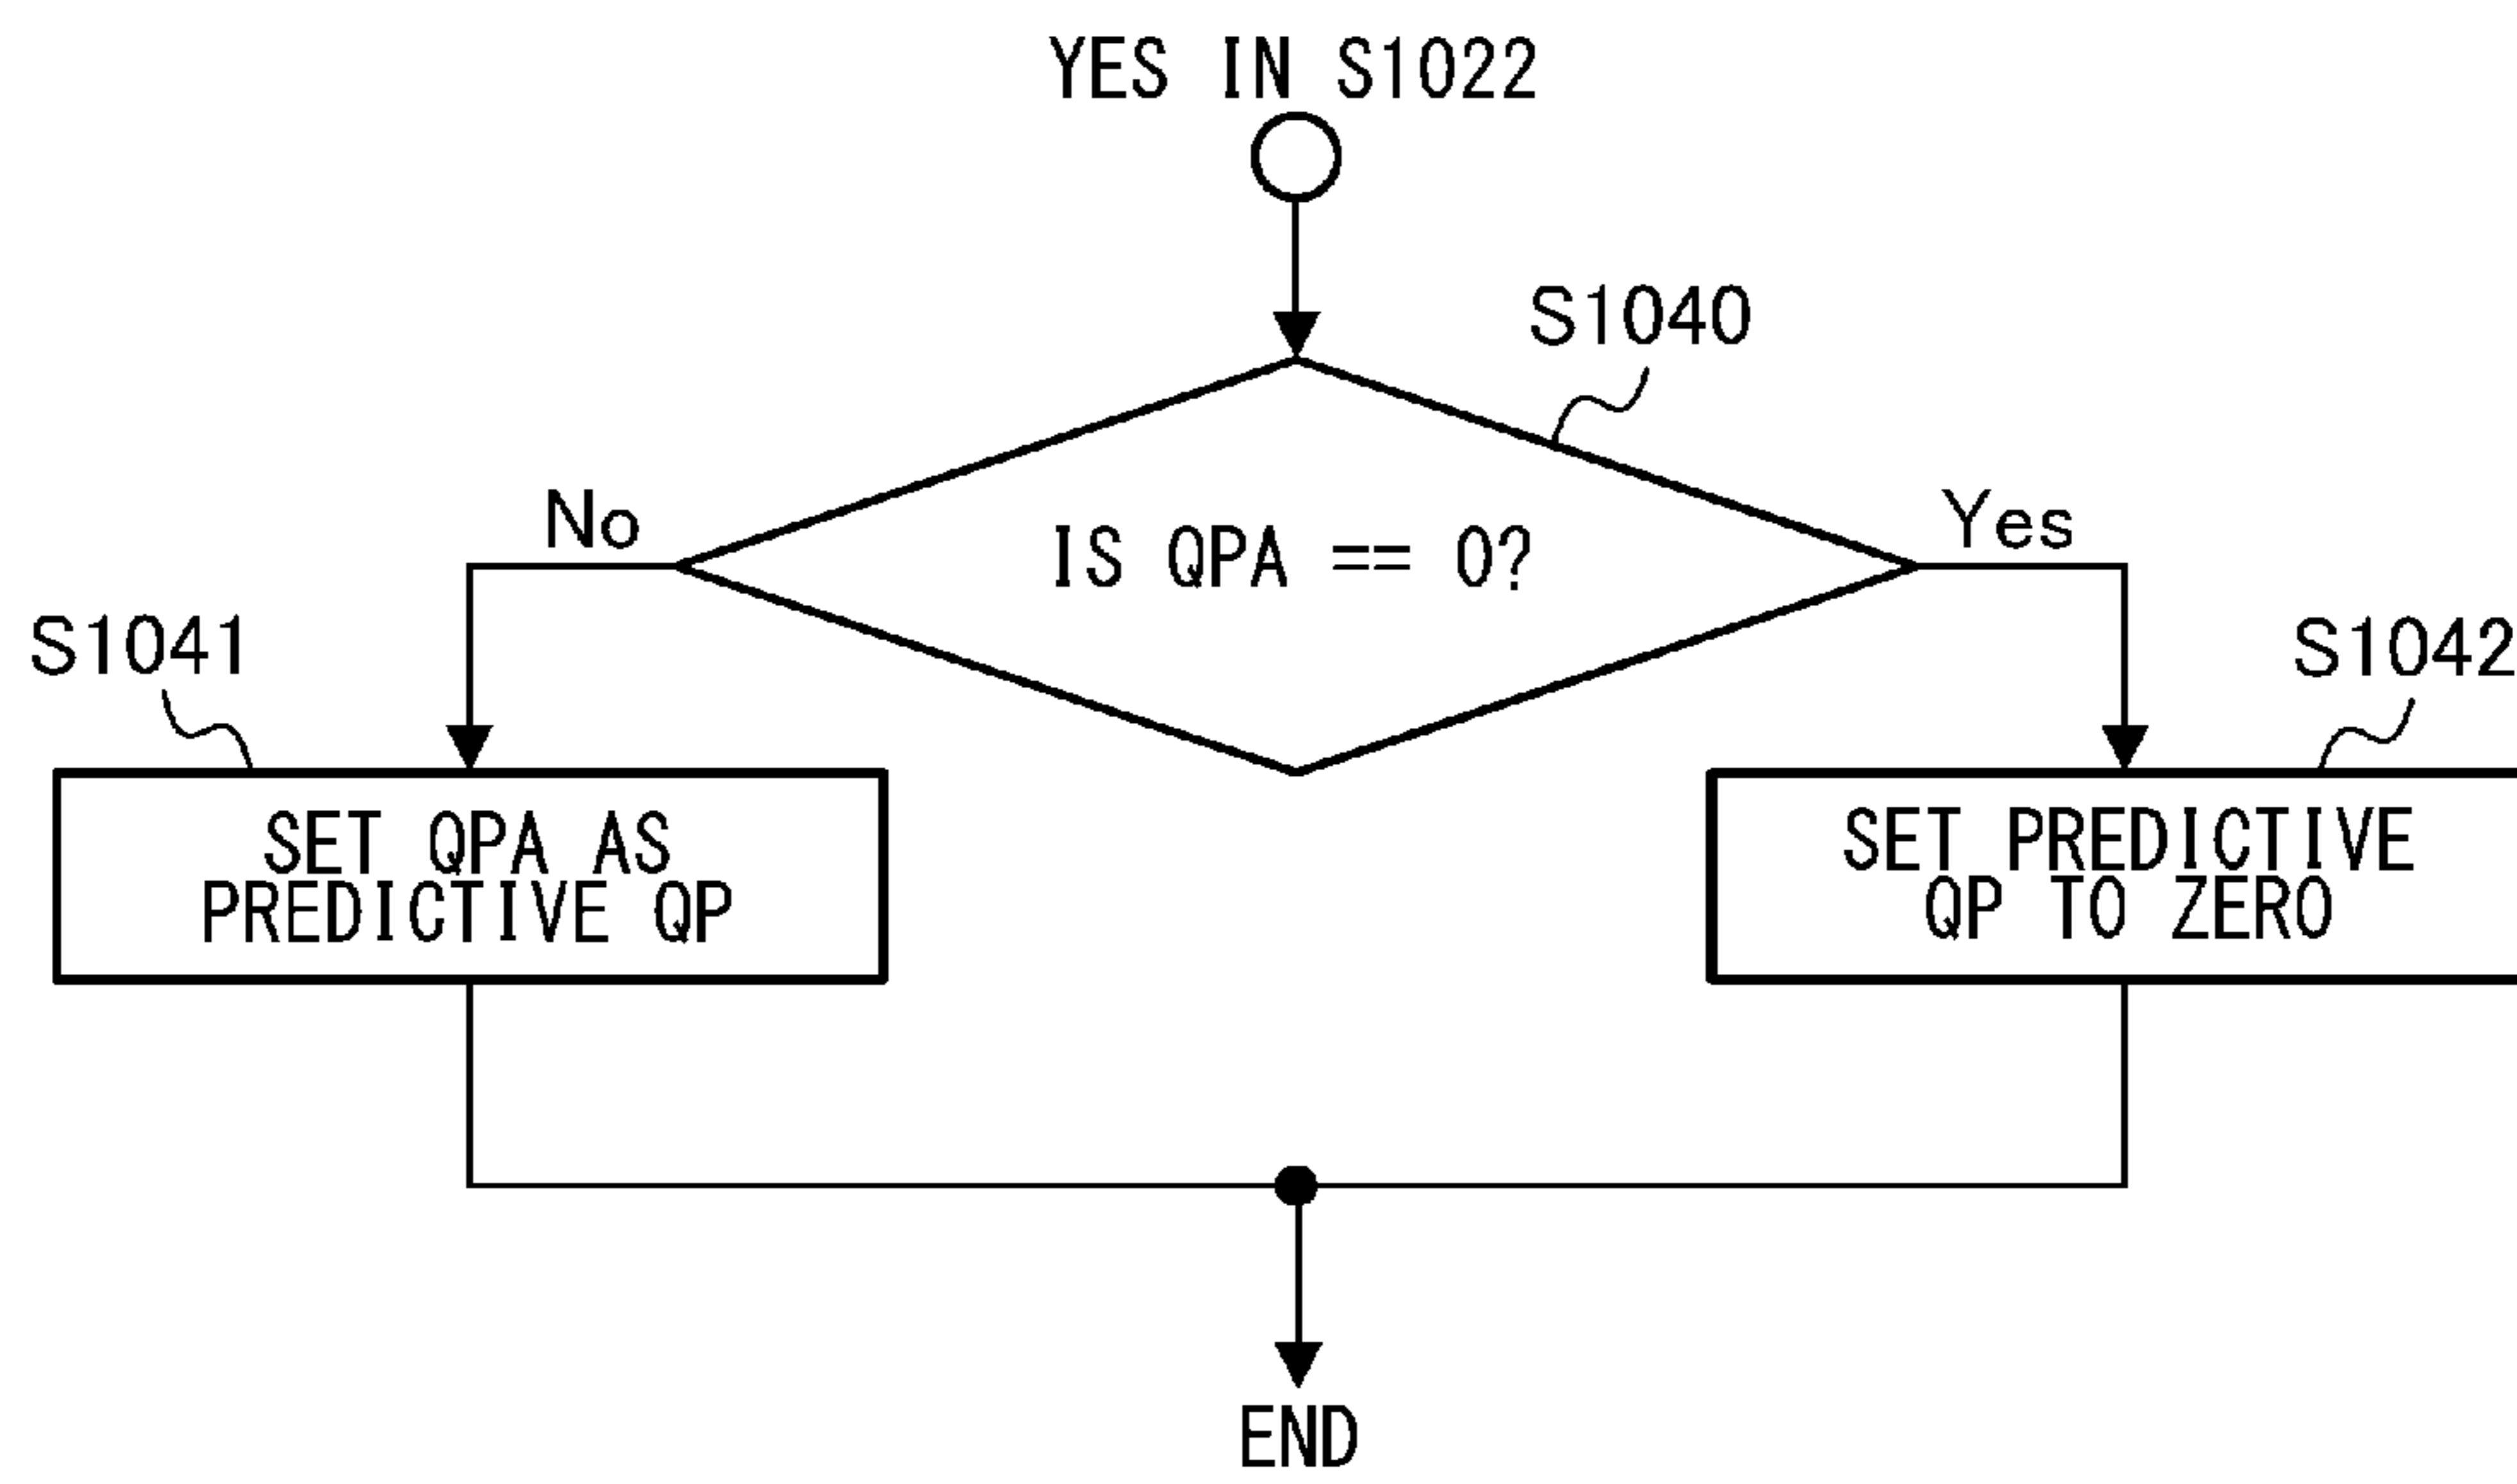 YES IN S1022
S1040
IS QPA == 0?
No
Yes
S1041
S1042
SET QPA AS
PREDICTIVE QP
SET PREDICTIVE
QP TO ZERO
END